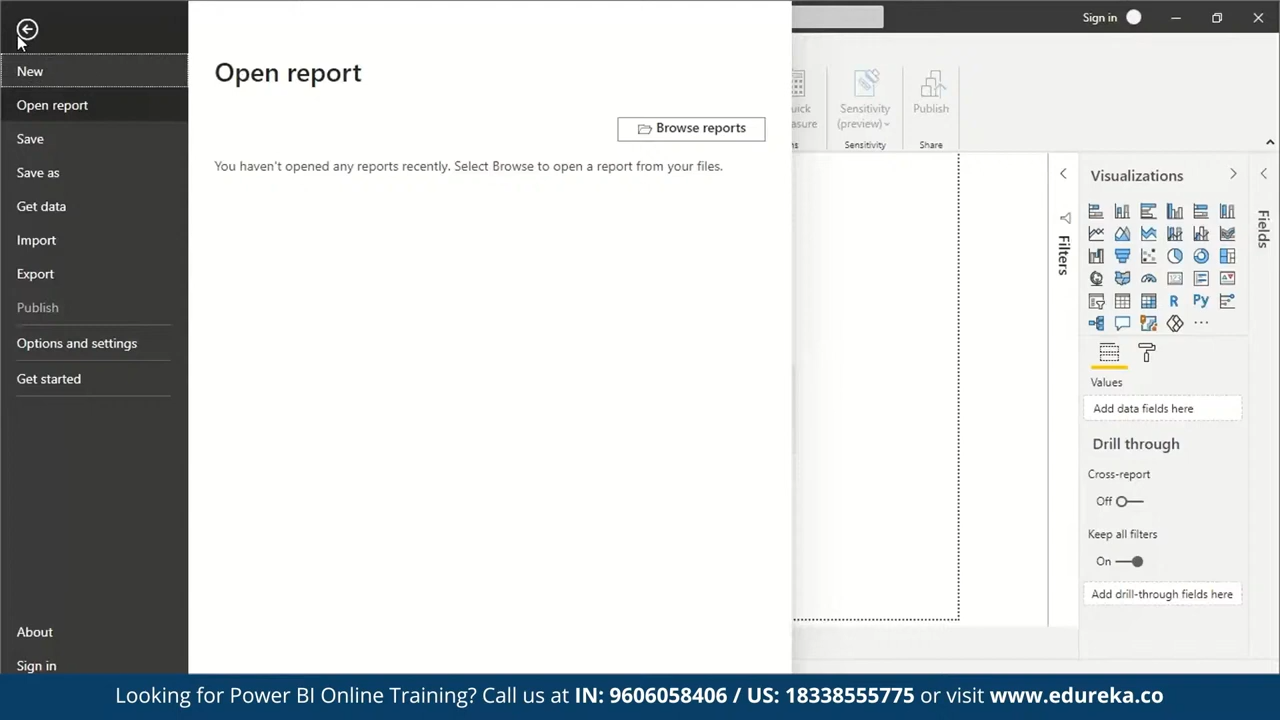 Sign in
New
Open report
Save
Save as
Get data
Import
Export
Publish
Options and settings
Get started
About
Sign in
Open report
Browse reports
You haven't opened any reports recently. Select Browse to open a report from your files.
Sensitivity
(preview)
Sensitivity
Publish
Share
Filters
Visualizations
R
Py
Values
Add data fields here
Drill through
Cross-report
Off
Keep all filters
On
Add drill-through fields here
Fields
Looking for Power BI Online Training? Call us at IN: 9606058406 / US: 18338555775 or visit www.edureka.co